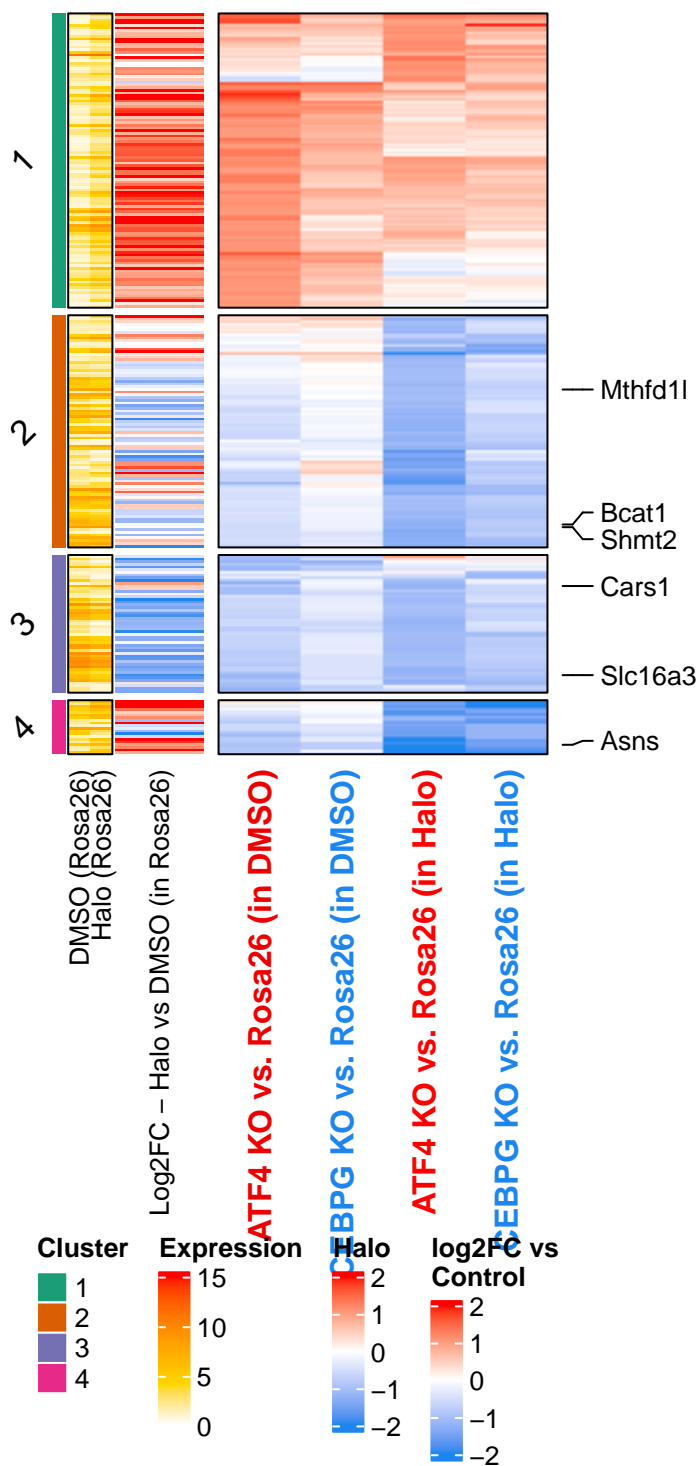 1
2
3
4
Mthfd1l
Bcat1
Shmt2
Cars1
Slc16a3
Asns
DMSO (Rosa26)
Halo (Rosa26)
Log2FC – Halo vs DMSO (in Rosa26)
ATF4 KO vs. Rosa26 (in DMSO)
CEBPG KO vs. Rosa26 (in DMSO)
ATF4 KO vs. Rosa26 (in Halo)
CEBPG KO vs. Rosa26 (in Halo)
Cluster
1
2
3
4
Expression
15
10
5
0
Halo
2
1
0
−1
−2
log2FC vs
Control
2
1
0
−1
−2